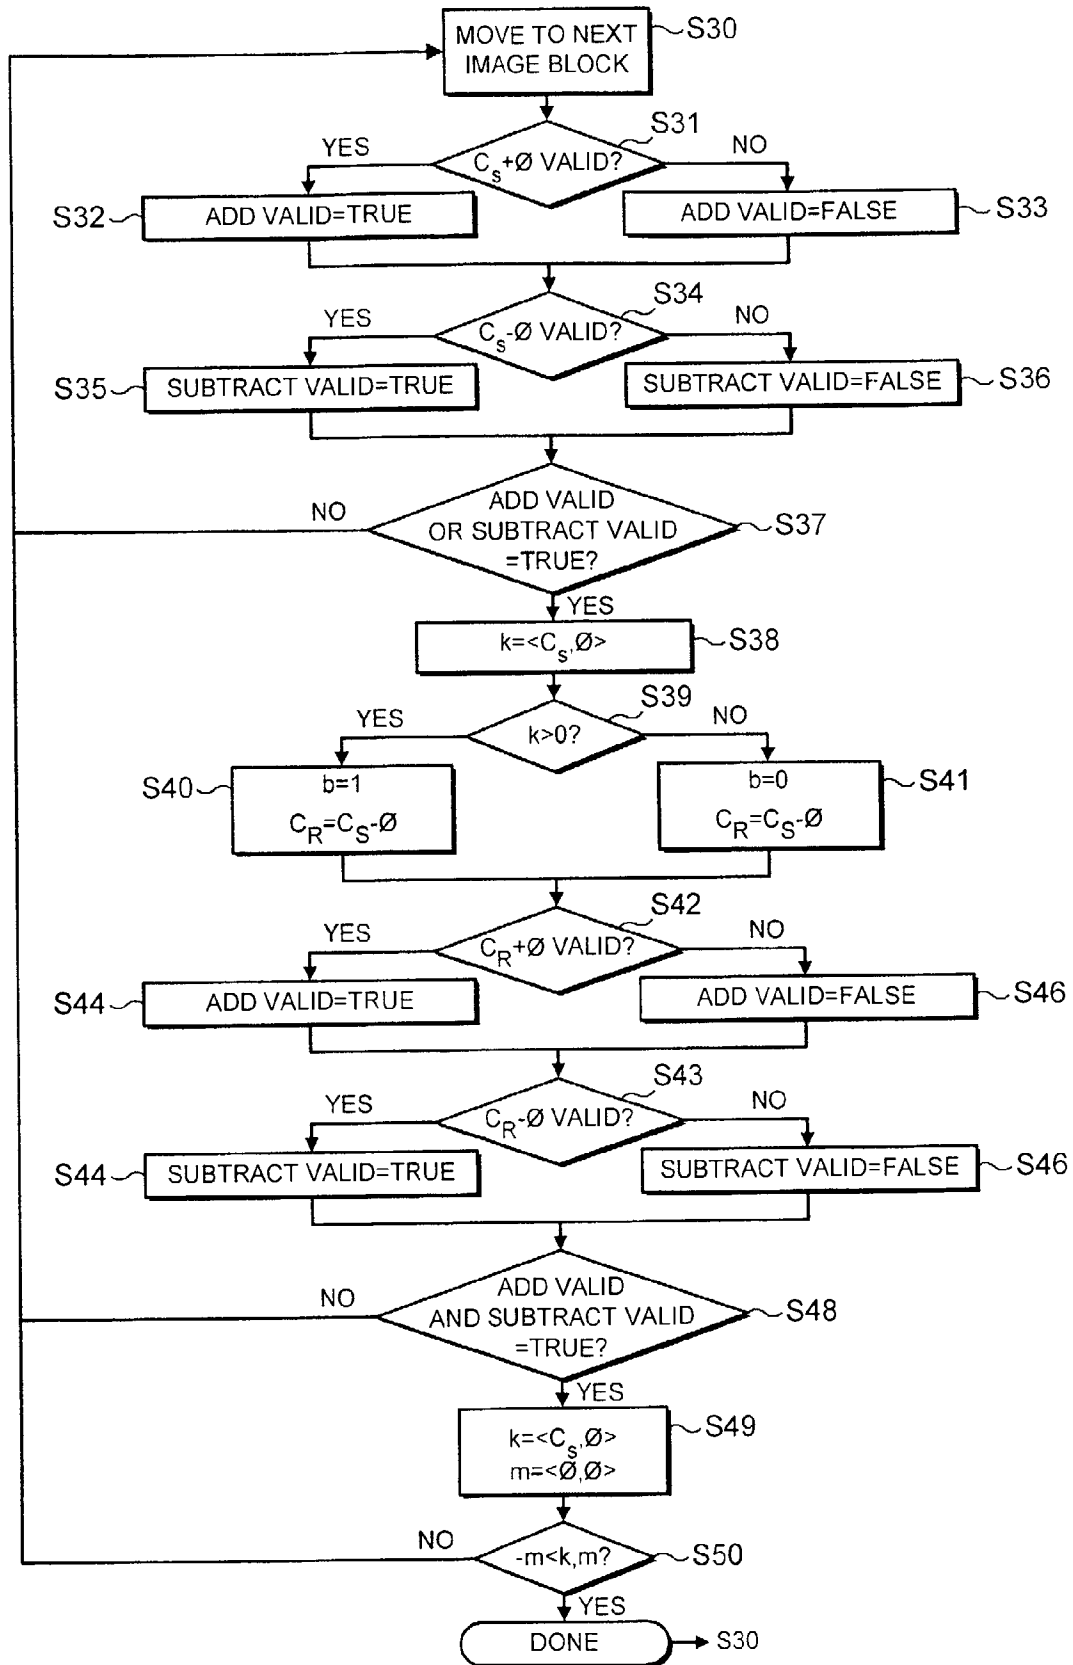 MOVE TO NEXT
IMAGE BLOCK
S30
S31
YES
NO
Cs+Ø VALID?
S32
ADD VALID=TRUE
ADD VALID=FALSE
S33
S34
YES
NO
Cs-Ø VALID?
S35
SUBTRACT VALID=TRUE
SUBTRACT VALID=FALSE
S36
NO
ADD VALID
OR SUBTRACT VALID
=TRUE?
S37
YES
k=<Cs,Ø>
S38
S39
YES
NO
k>0?
S40
b=1
CR=CS-Ø
b=0
CR=CS-Ø
S41
S42
YES
NO
CR+Ø VALID?
S44
ADD VALID=TRUE
ADD VALID=FALSE
S46
S43
YES
NO
CR-Ø VALID?
S44
SUBTRACT VALID=TRUE
SUBTRACT VALID=FALSE
S46
NO
ADD VALID
AND SUBTRACT VALID
=TRUE?
S48
YES
k=<Cs,Ø>
m=<Ø,Ø>
S49
NO
-m<k,m?
S50
YES
DONE
S30